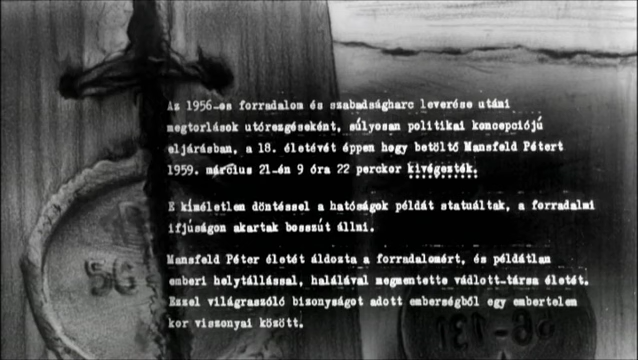 Az 1956-os forradalom és szabadságharc leverése utáni
megtorlások utórezgéseként, súlyosan politikai koncepciójú
eljárásban, a 18. életévét éppen hogy betöltő Mansfeld Pétert
1959. március 21-én 9 óra 22 perckor kivégezték.
E kíméletlen döntéssel a hatóságok példát statuáltak, a forradalmi
ifjúságon akartak bosszút állni.
Mansfeld Péter életét áldozta a forradalomért, és példátlan
emberi helytállással, halálával megmentette vádlott-társa életét.
Ezzel világraszóló bizonyságot adott emberségből egy embertelen
kor viszonyai között.
56